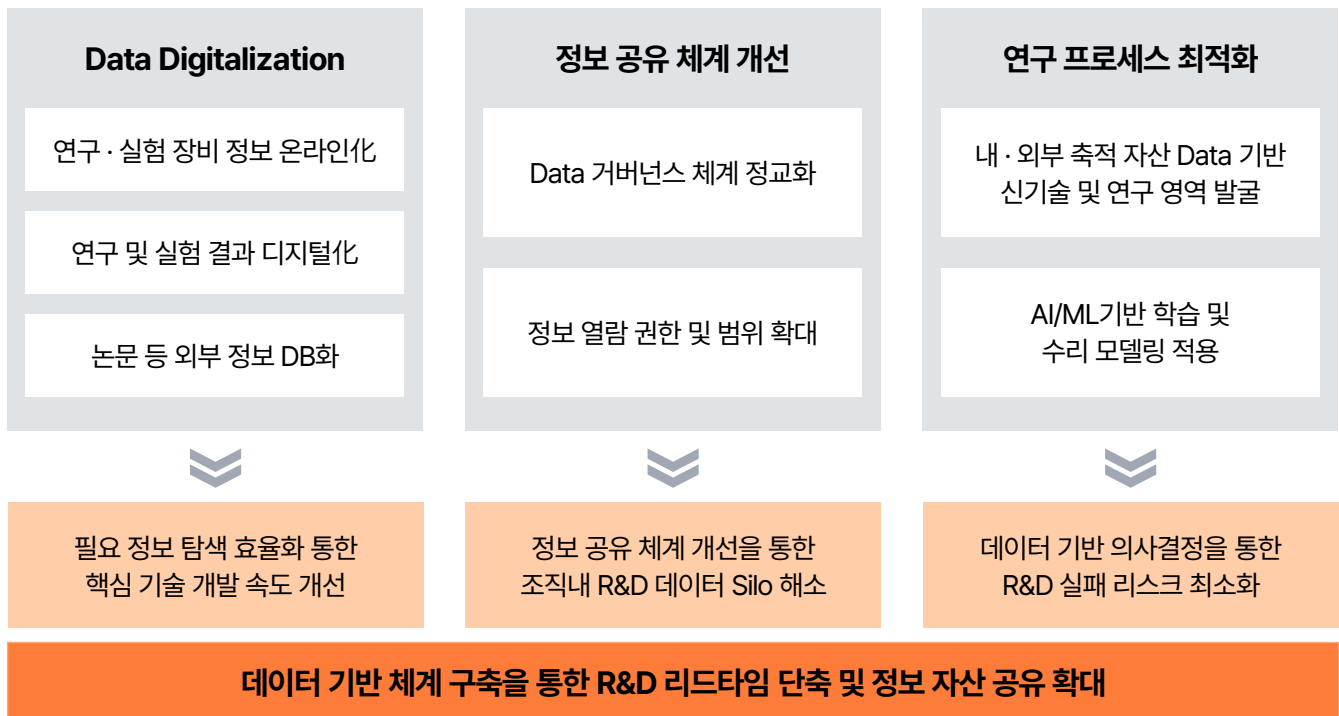 Data Digitalization
연구 · 실험 장비 정보 온라인化
연구 및 실험 결과 디지털化
논문 등 외부 정보 DB화
필요 정보 탐색 효율화 통한
핵심 기술 개발 속도 개선
정보 공유 체계 개선
Data 거버넌스 체계 정교화
정보 열람 권한 및 범위 확대
정보 공유 체계 개선을 통한
조직내 R&D 데이터 Silo 해소
연구 프로세스 최적화
내 · 외부 축적 자산 Data 기반
신기술 및 연구 영역 발굴
AI/ML기반 학습 및
수리 모델링 적용
데이터 기반 의사결정을 통한
R&D 실패 리스크 최소화
데이터 기반 체계 구축을 통한 R&D 리드타임 단축 및 정보 자산 공유 확대